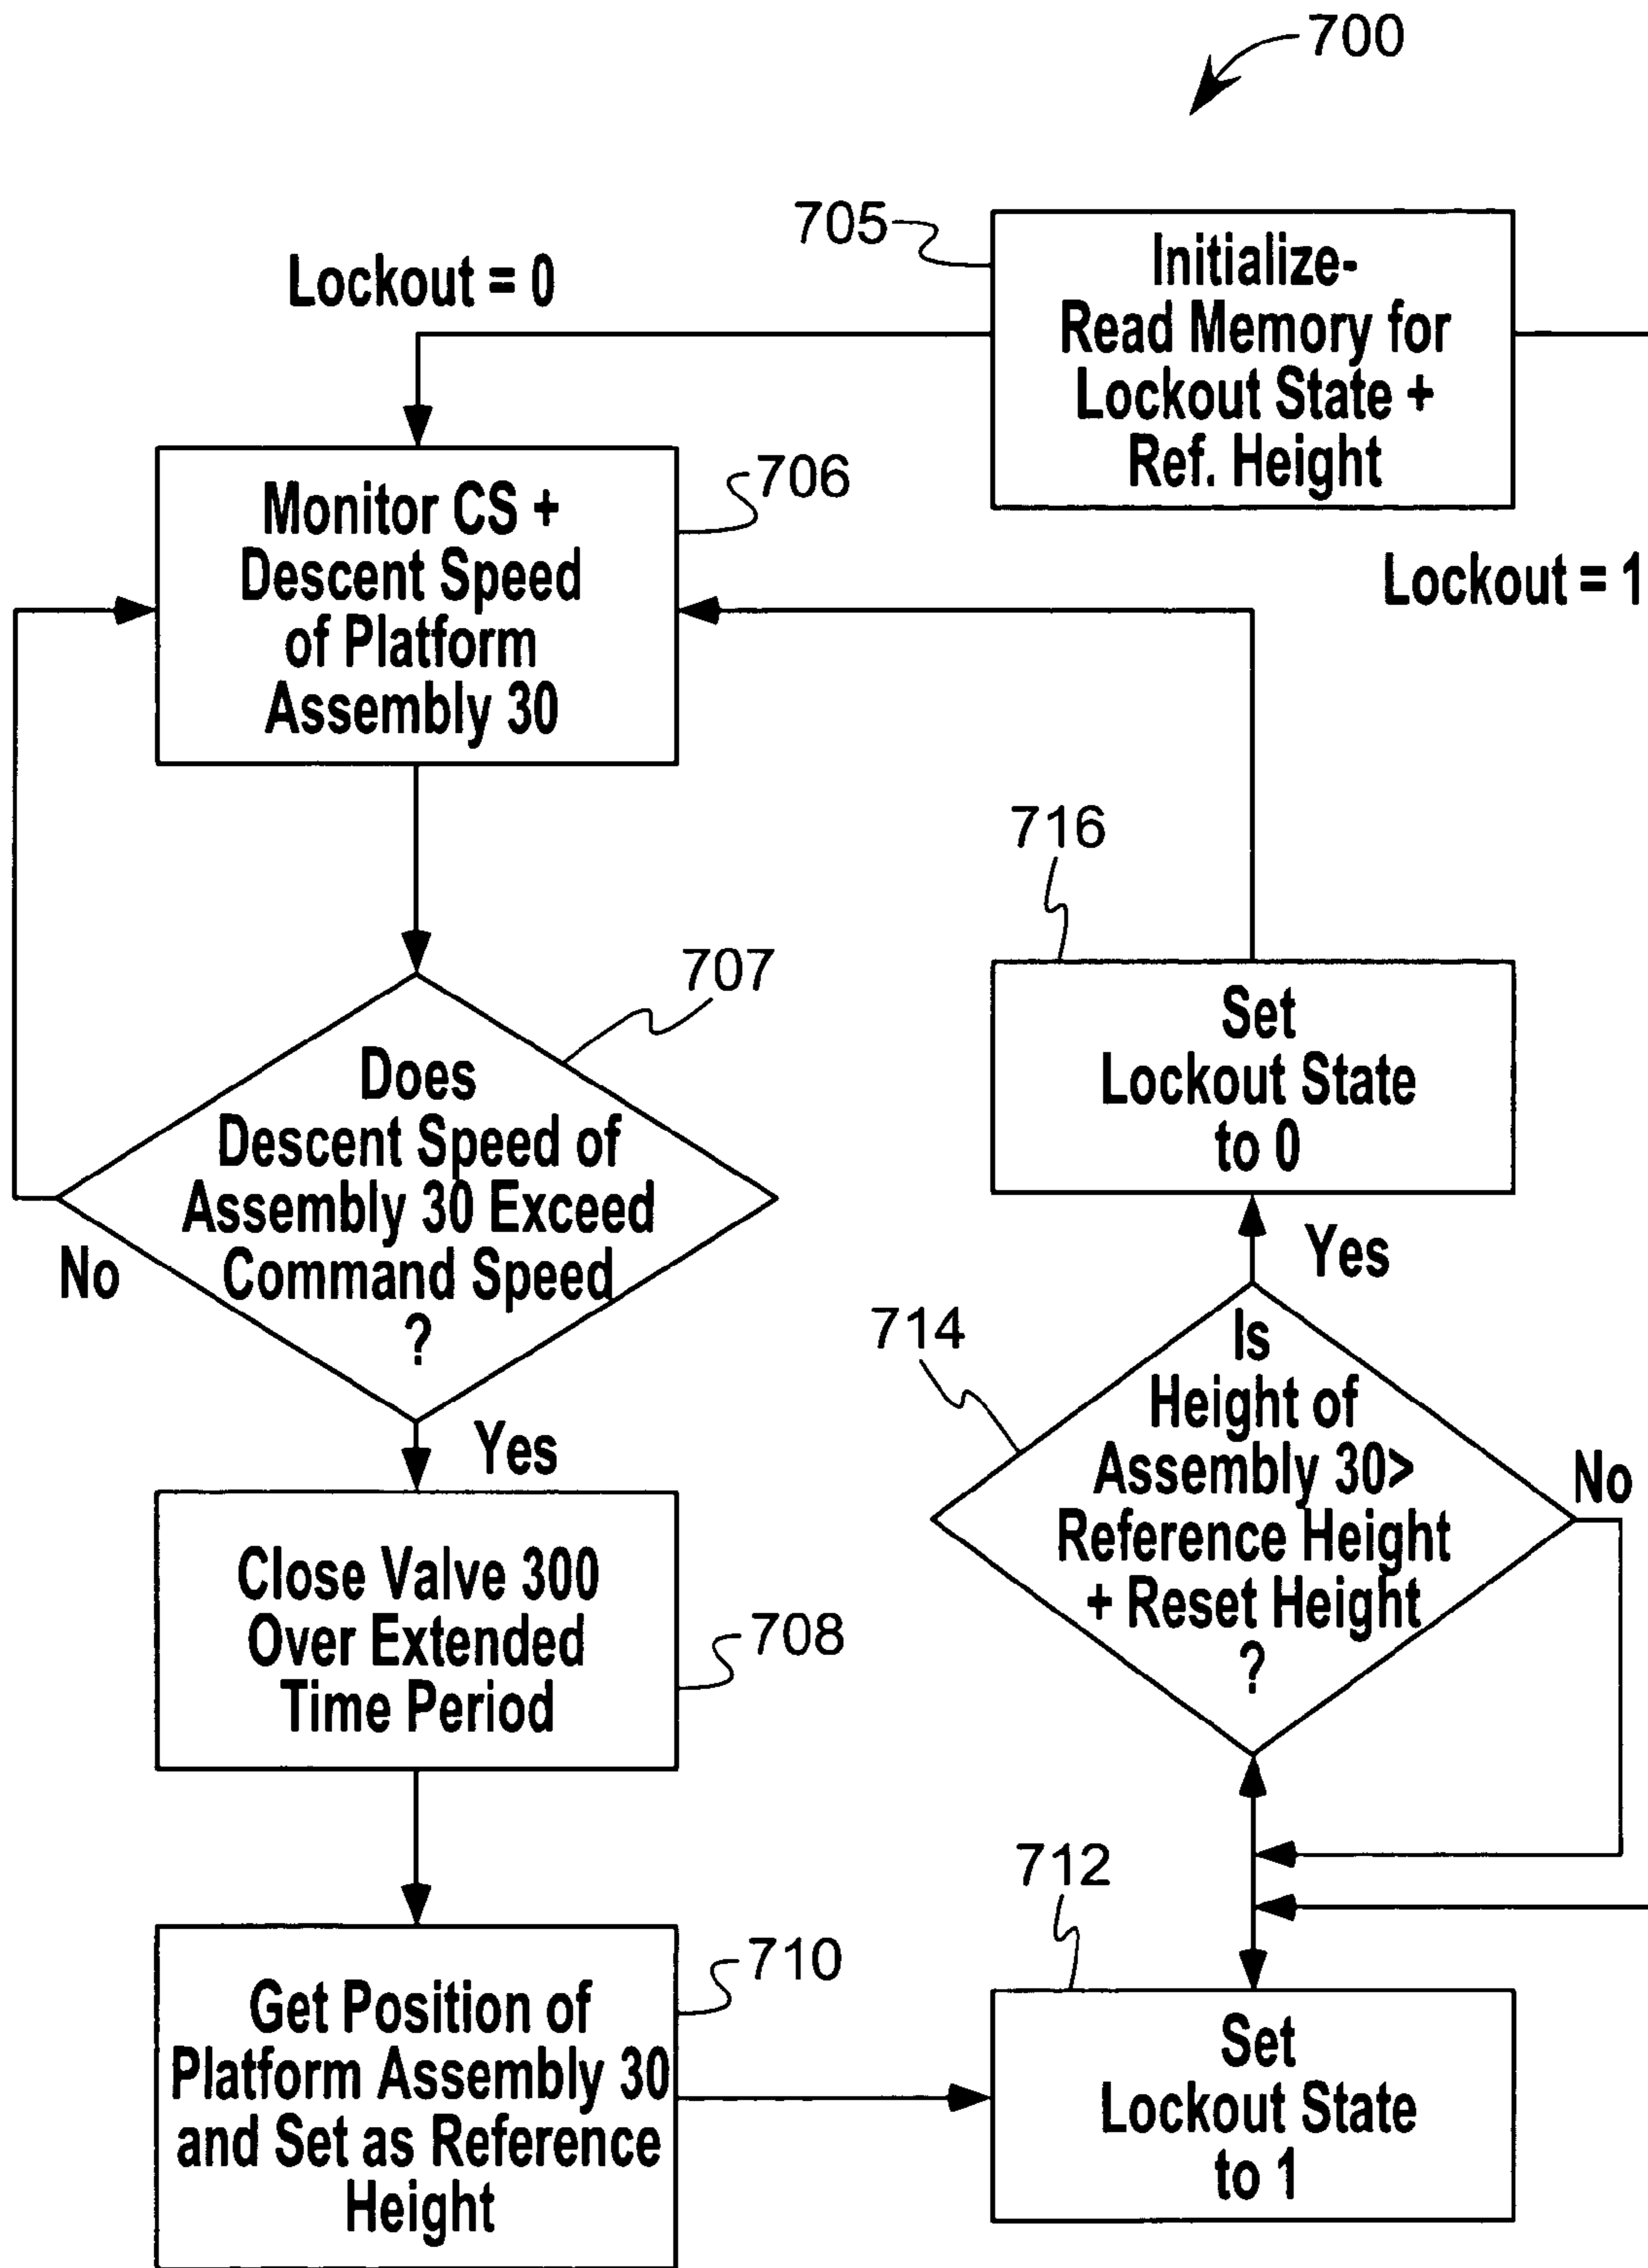 700
705
Initialize-
Read Memory for
Lockout State +
Ref. Height
Lockout = 0
Lockout = 1
706
Monitor CS +
Descent Speed
of Platform
Assembly 30
707
Does
Descent Speed of
Assembly 30 Exceed
Command Speed
?
No
Yes
708
Close Valve 300
Over Extended
Time Period
710
Get Position of
Platform Assembly 30
and Set as Reference
Height
712
Set
Lockout State
to 1
714
Is
Height of
Assembly 30>
Reference Height
+ Reset Height
?
No
Yes
716
Set
Lockout State
to 0